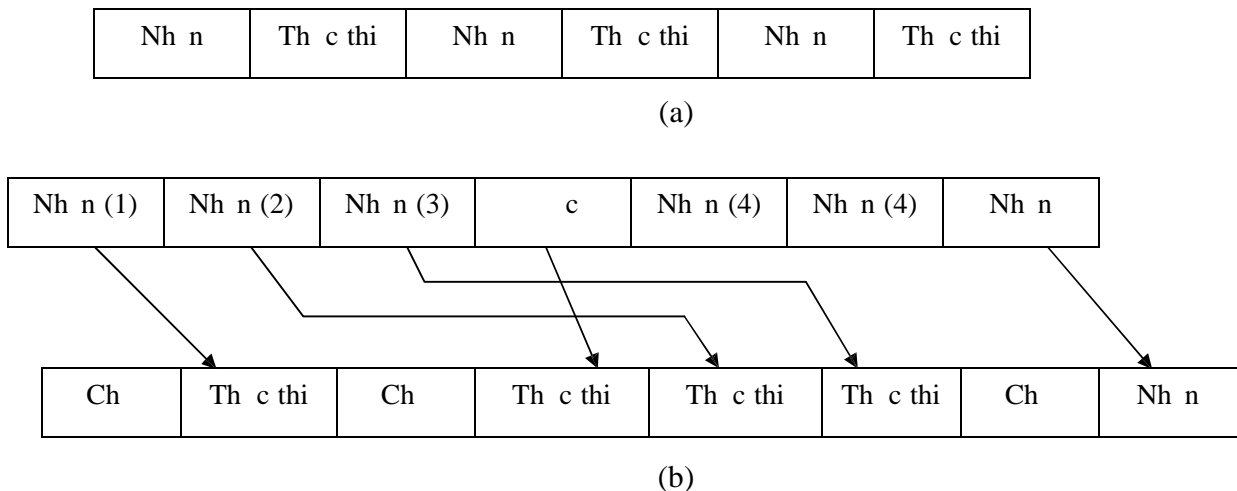 Nh n Th c thi Nh n Th c thi Nh n Th c thi
(a)
Nh n (1) Nh n (2) Nh n (3) c Nh n (4) Nh n (4) Nh n
Ch Th c thi Ch Th c thi Th c thi Th c thi Ch Nh n
(b)